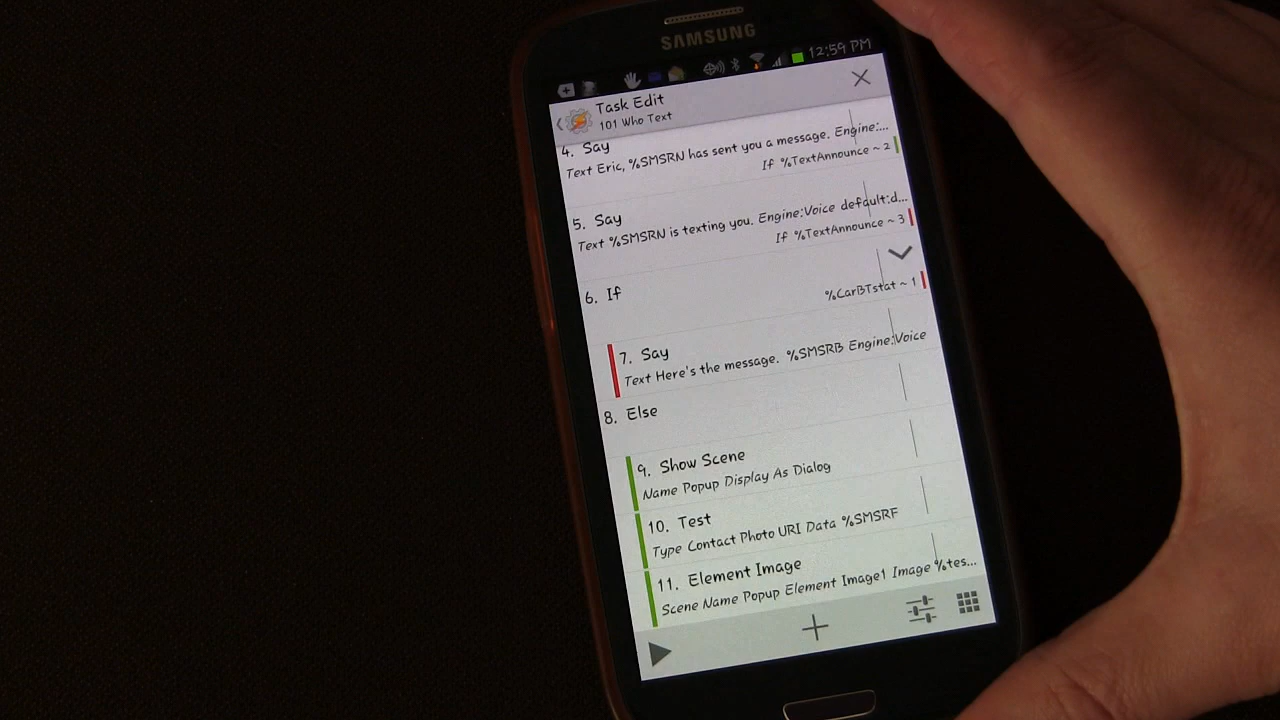 SAMSUNG
12:59 PM
Task Edit
101 Who Text
4. Say
Text Eric, %SMSRN has sent you a message. Engine:...
If %TextAnnounce ~ 2
5. Say
Text %SMSRN is texting you. Engine:Voice default:d...
If %TextAnnounce ~ 3
6. If
%CarBTstat ~ 1
7. Say
Text Here's the message. %SMSRB Engine:Voice
8. Else
9. Show Scene
Name Popup Display As Dialog
10. Test
Type Contact Photo URI Data %SMSRF
11. Element Image
Scene Name Popup Element Image1 Image %tes...